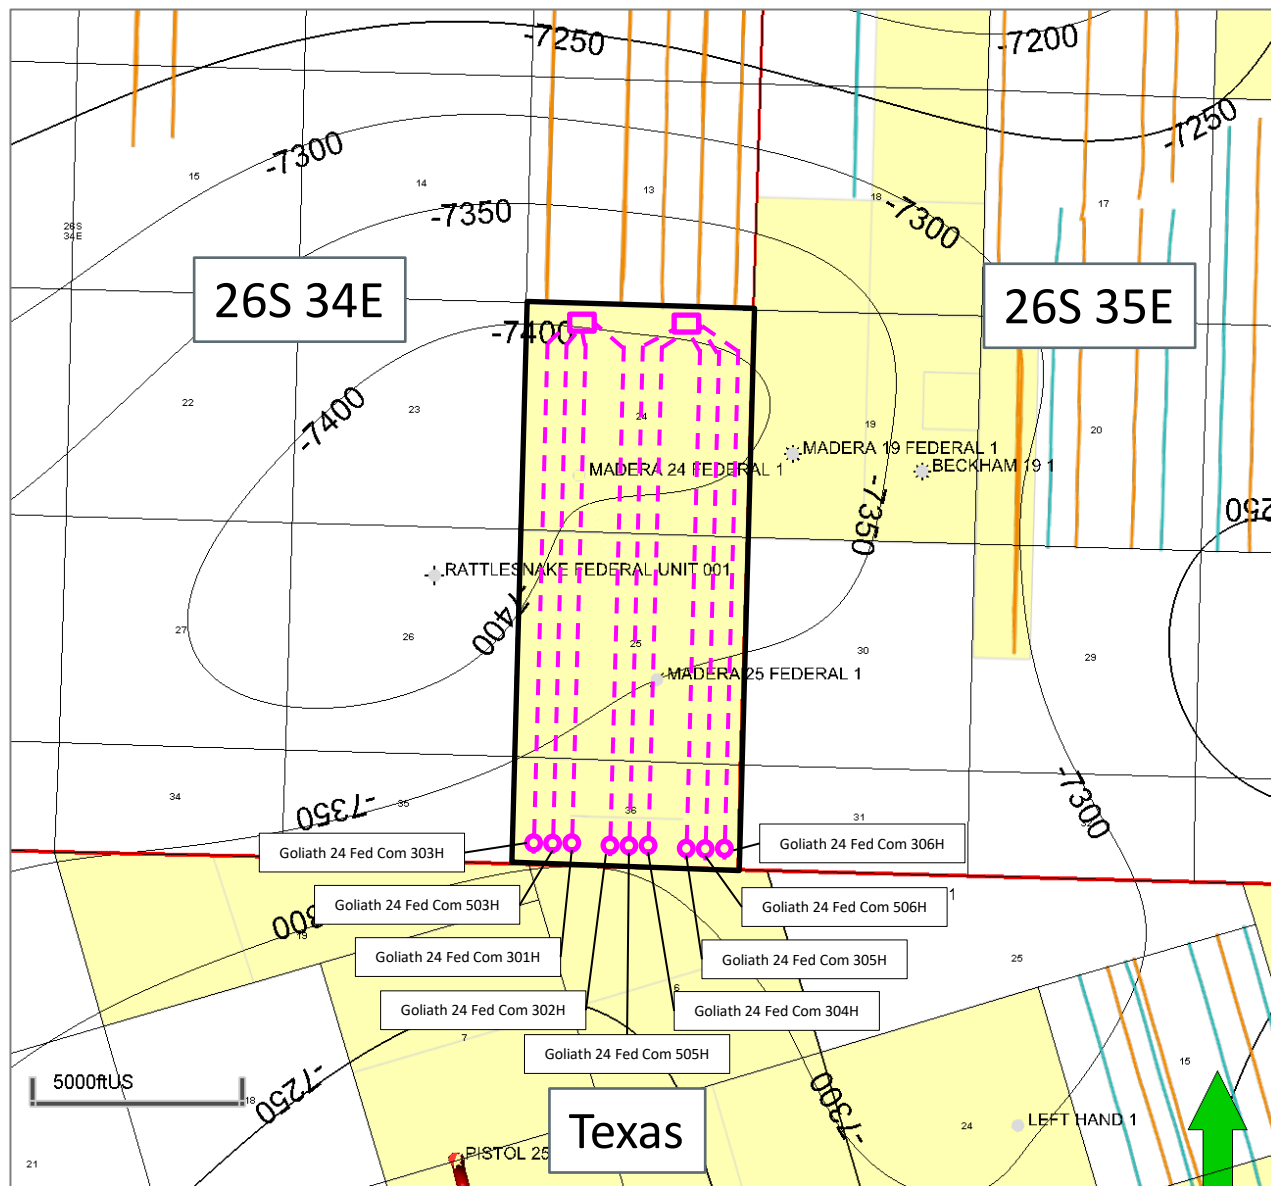 -7250
-7200
-7250
-7300
15
14
13
18
17
-7350
-7300
26S
34E
26S 34E
26S 35E
-7400
22
23
-7400
24
19
20
MADERA 19 FEDERAL 1
MADERA 24 FEDERAL 1
BECKHAM 19 1
-7350
RATTLESNAKE FEDERAL UNIT 001
-7400
27
26
25
30
29
MADERA 25 FEDERAL 1
34
35
36
31
-7350
-7300
Goliath 24 Fed Com 303H
Goliath 24 Fed Com 306H
Goliath 24 Fed Com 503H
Goliath 24 Fed Com 506H
1
19
Goliath 24 Fed Com 301H
Goliath 24 Fed Com 305H
25
6
Goliath 24 Fed Com 302H
Goliath 24 Fed Com 304H
7
Goliath 24 Fed Com 505H
15
5000ftUS
18
-7250
-7300
Texas
24
LEFT HAND 1
PISTOL 25
21